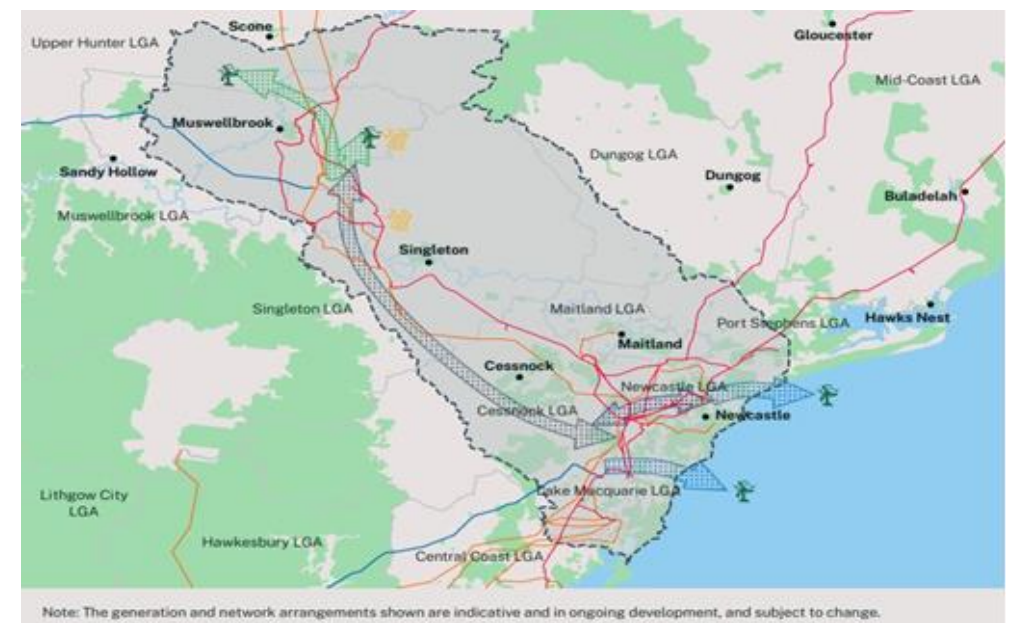 Scone
Gloucester
Upper Hunter LGA
Mid-Coast LGA
Muswellbrook
Dungog LGA
Sandy Hollow
Dungog
Buladelah
Muswellbrook LGA
Singleton
Singleton LGA
Maitland LGA
Port Stephens LGA
Hawks Nest
Maitland
Cessnock
Newcastle LGA
Cessnock LGA
Newcastle
Lake Macquarie LGA
Lithgow City
LGA
Hawkesbury LGA
Central Coast LGA
Note: The generation and network arrangements shown are indicative and in ongoing development, and subject to change.